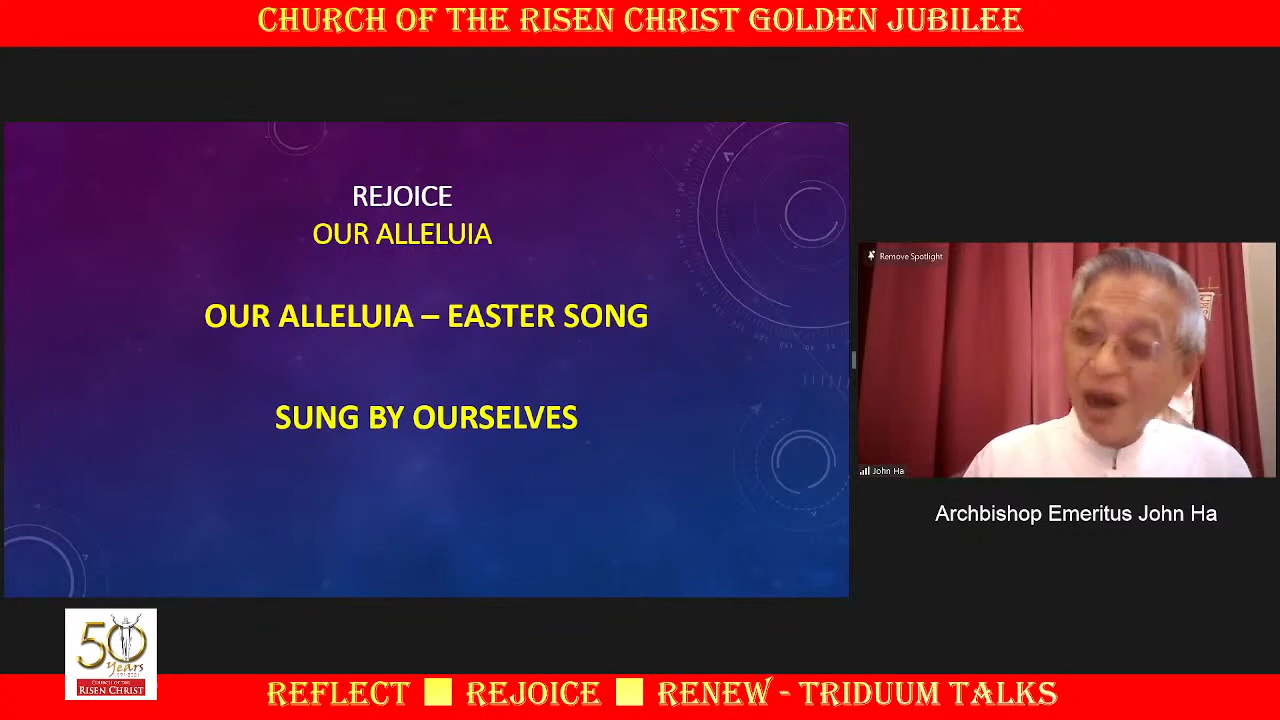 CHURCH OF THE RISEN CHRIST GOLDEN JUBILEE
REJOICE
OUR ALLELUIA
OUR ALLELUIA – EASTER SONG
SUNG BY OURSELVES
Remove Spotlight
John Ha
Archbishop Emeritus John Ha
50
Years
CHURCH OF THE
RISEN CHRIST
REFLECT REJOICE RENEW - TRIDUUM TALKS